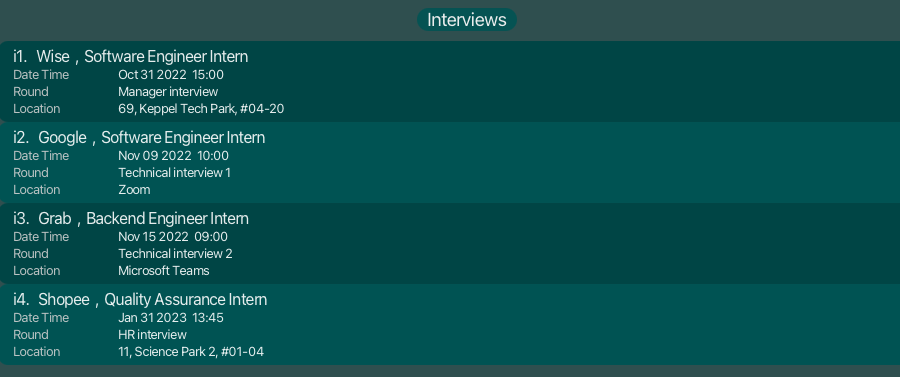 Interviews
i1. Wise , Software Engineer Intern
Date Time Oct 31 2022 15:00
Round Manager interview
Location 69, Keppel Tech Park, #04-20
i2. Google , Software Engineer Intern
Date Time Nov 09 2022 10:00
Round Technical interview 1
Location Zoom
i3. Grab , Backend Engineer Intern
Date Time Nov 15 2022 09:00
Round Technical interview 2
Location Microsoft Teams
i4. Shopee , Quality Assurance Intern
Date Time Jan 31 2023 13:45
Round HR interview
Location 11, Science Park 2, #01-04